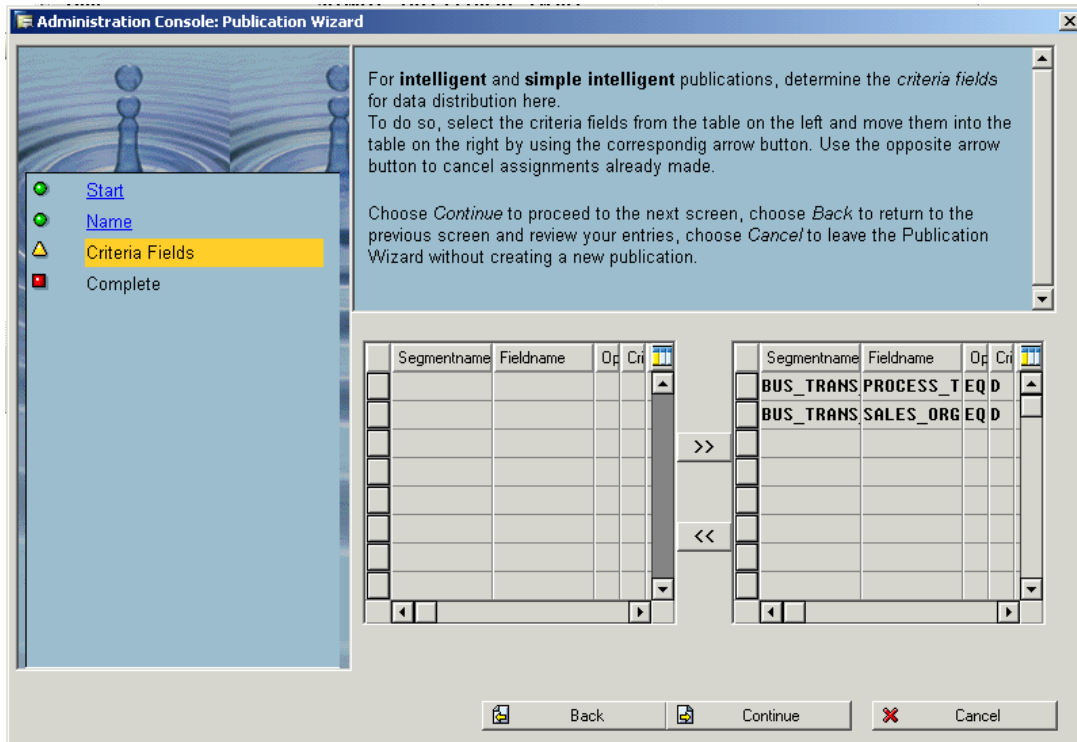 Administration Console: Publication Wizard
For intelligent and simple intelligent publications, determine the criteria fields
for data distribution here.
To do so, select the criteria fields from the table on the left and move them into the
table on the right by using the correspondig arrow button. Use the opposite arrow
button to cancel assignments already made.
Choose Continue to proceed to the next screen, choose Back to return to the
previous screen and review your entries, choose Cancel to leave the Publication
Wizard without creating a new publication.
Start
Name
Criteria Fields
Complete
Segmentname Fieldname Op Cri
Segmentname Fieldname Op Cri
BUS_TRANS_ PROCESS_T EQ D
BUS_TRANS_ SALES_ORG EQ D
>>
<<
Back Continue Cancel